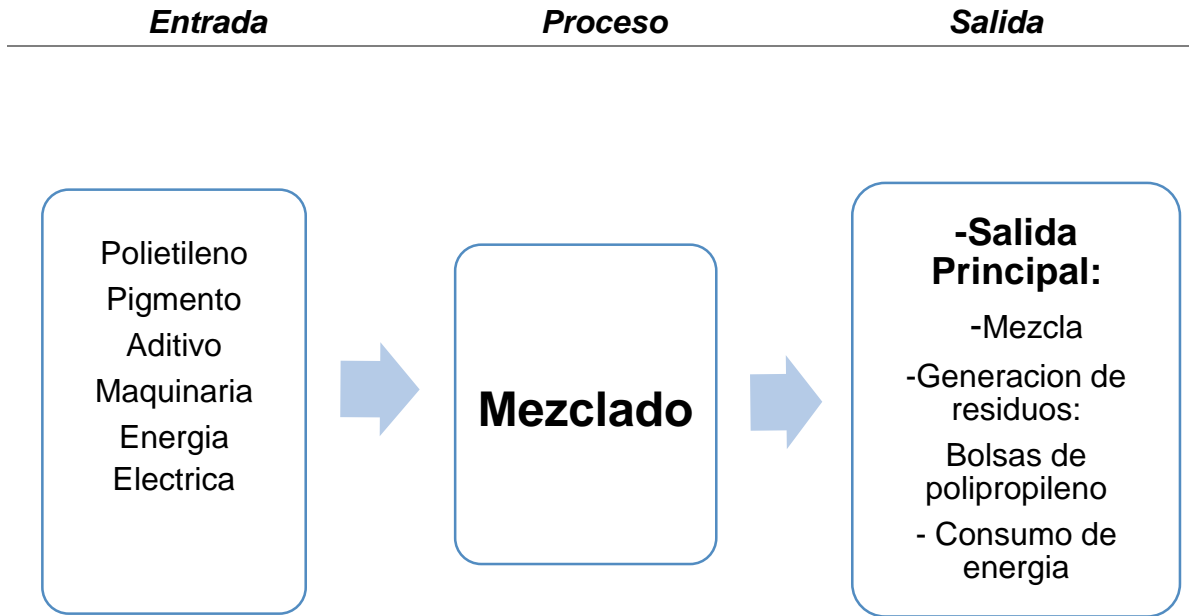 Entrada Proceso Salida
Polietileno
Pigmento
Aditivo
Maquinaria
Energia
Electrica
Mezclado
-Salida
Principal:
-Mezcla
-Generacion de
residuos:
Bolsas de
polipropileno
- Consumo de
energia